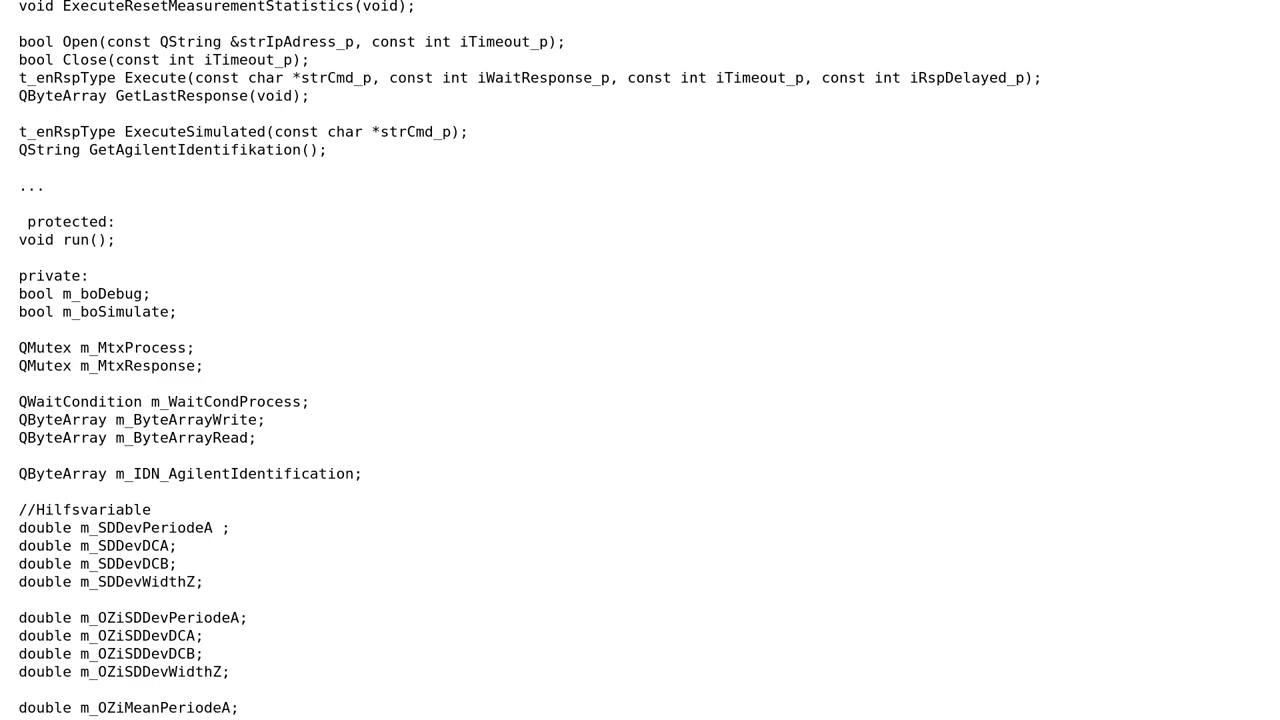 void ExecuteResetMeasurementStatistics(void);
bool Open(const QString &strIpAdress_p, const int iTimeout_p);
bool Close(const int iTimeout_p);
t_enRspType Execute(const char *strCmd_p, const int iWaitResponse_p, const int iTimeout_p, const int iRspDelayed_p);
QByteArray GetLastResponse(void);
t_enRspType ExecuteSimulated(const char *strCmd_p);
QString GetAgilentIdentifikation();
...
protected:
void run();
private:
bool m_boDebug;
bool m_boSimulate;
QMutex m_MtxProcess;
QMutex m_MtxResponse;
QWaitCondition m_WaitCondProcess;
QByteArray m_ByteArrayWrite;
QByteArray m_ByteArrayRead;
QByteArray m_IDN_AgilentIdentification;
//Hilfsvariable
double m_SDDevPeriodeA ;
double m_SDDevDCA;
double m_SDDevDCB;
double m_SDDevWidthZ;
double m_OZiSDDevPeriodeA;
double m_OZiSDDevDCA;
double m_OZiSDDevDCB;
double m_OZiSDDevWidthZ;
double m_OZiMeanPeriodeA;